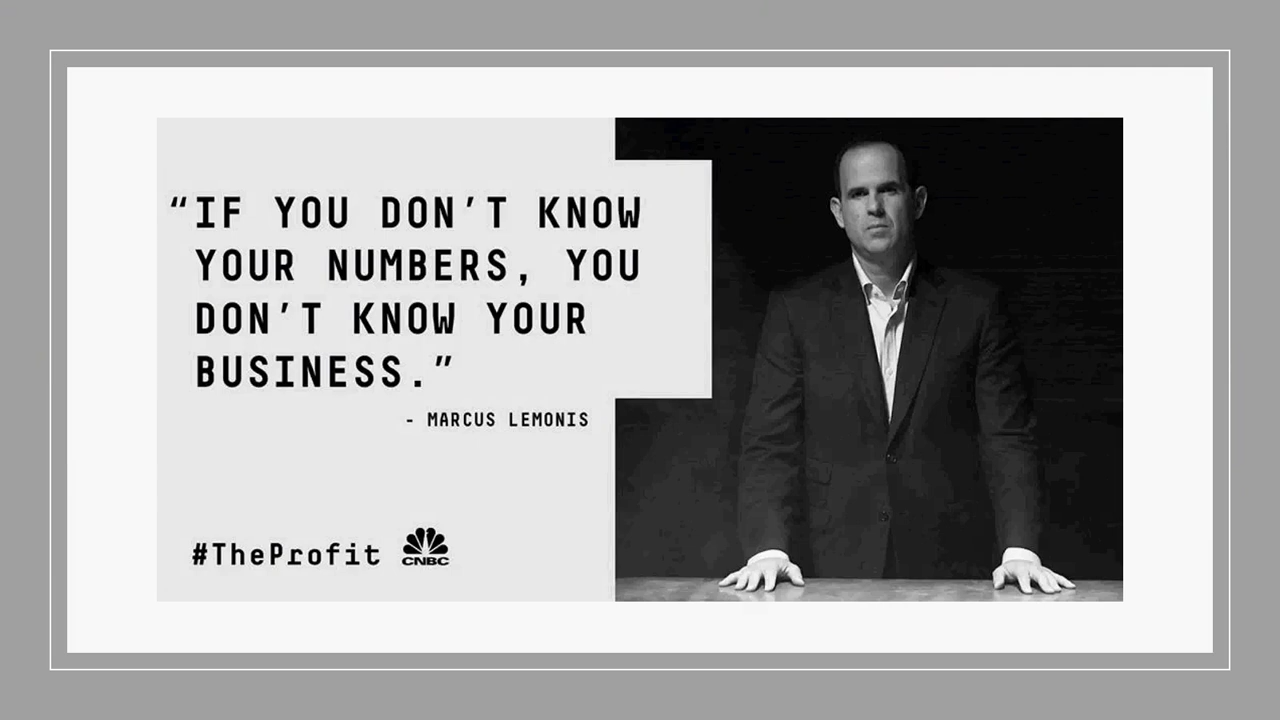 “IF YOU DON’T KNOW
YOUR NUMBERS, YOU
DON’T KNOW YOUR
BUSINESS.”
- MARCUS LEMONIS
#TheProfit
CNBC